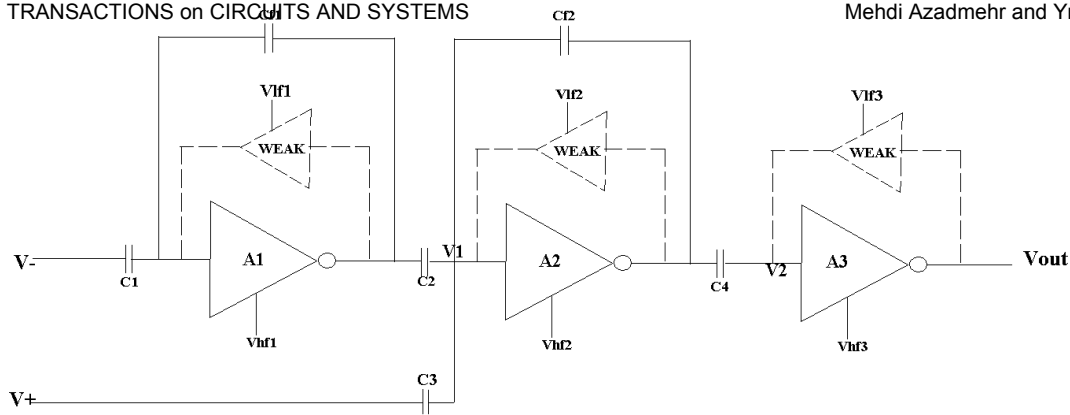 TRANSACTIONS on CIRCUITS AND SYSTEMS
Mehdi Azadmehr and
Cf1
Cf2
Vlf1
Vlf2
Vlf3
WEAK
WEAK
WEAK
V-
C1
A1
C2
V1
A2
C4
V2
A3
Vout
Vhf1
Vhf2
Vhf3
C3
V+